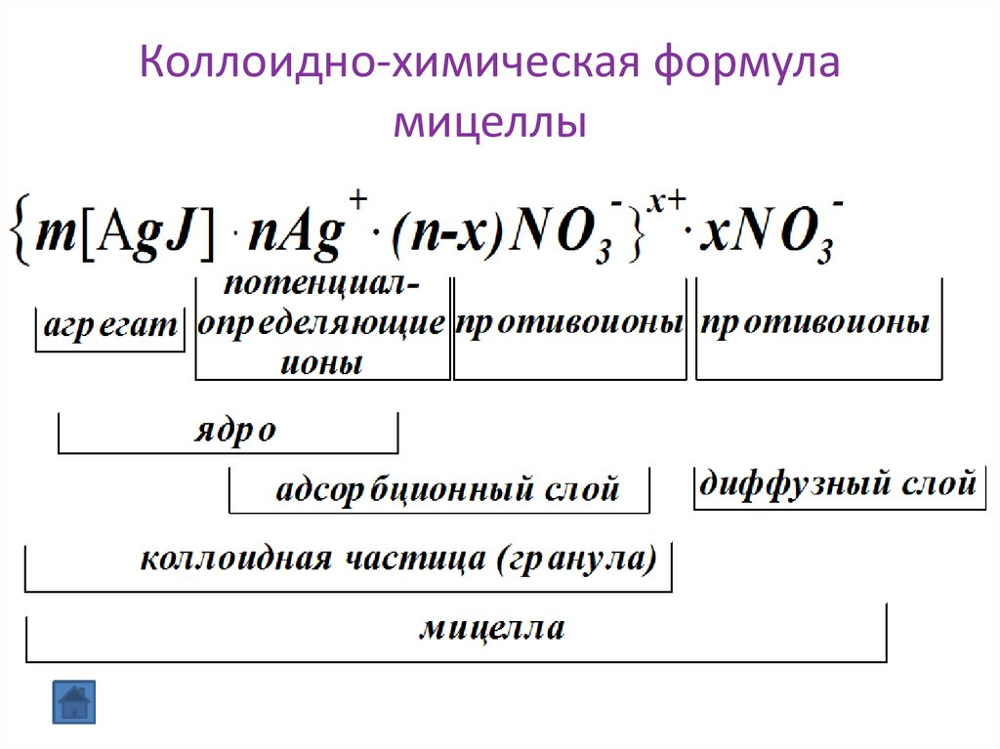 Коллоидно-химическая формула
мицеллы
{m[AgJ] · nAg⁺ · (n-x)NO₃⁻}ˣ⁺ · xNO₃⁻
потенциал-
агрегат определяющие противоионы противоионы
ионы
ядро
адсорбционный слой диффузный слой
коллоидная частица (гранула)
мицелла